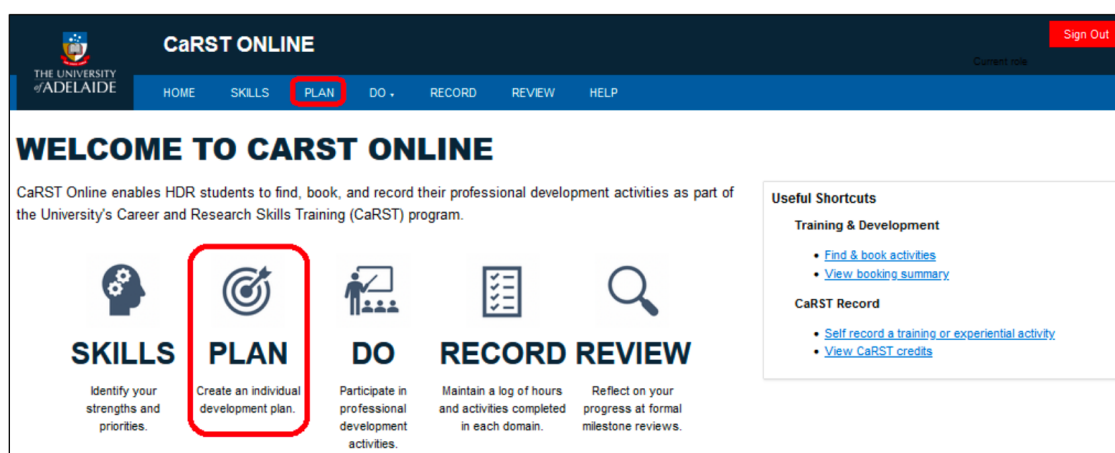 THE UNIVERSITY
of ADELAIDE
CaRST ONLINE
Sign Out
Current role
HOME SKILLS PLAN DO RECORD REVIEW HELP
WELCOME TO CARST ONLINE
CaRST Online enables HDR students to find, book, and record their professional development activities as part of
the University's Career and Research Skills Training (CaRST) program.
SKILLS
Identify your
strengths and
priorities.
PLAN
Create an individual
development plan.
DO
Participate in
professional
development
activities.
RECORD
Maintain a log of hours
and activities completed
in each domain.
REVIEW
Reflect on your
progress at formal
milestone reviews.
Useful Shortcuts
Training & Development
• Find & book activities
• View booking summary
CaRST Record
• Self record a training or experiential activity
• View CaRST credits